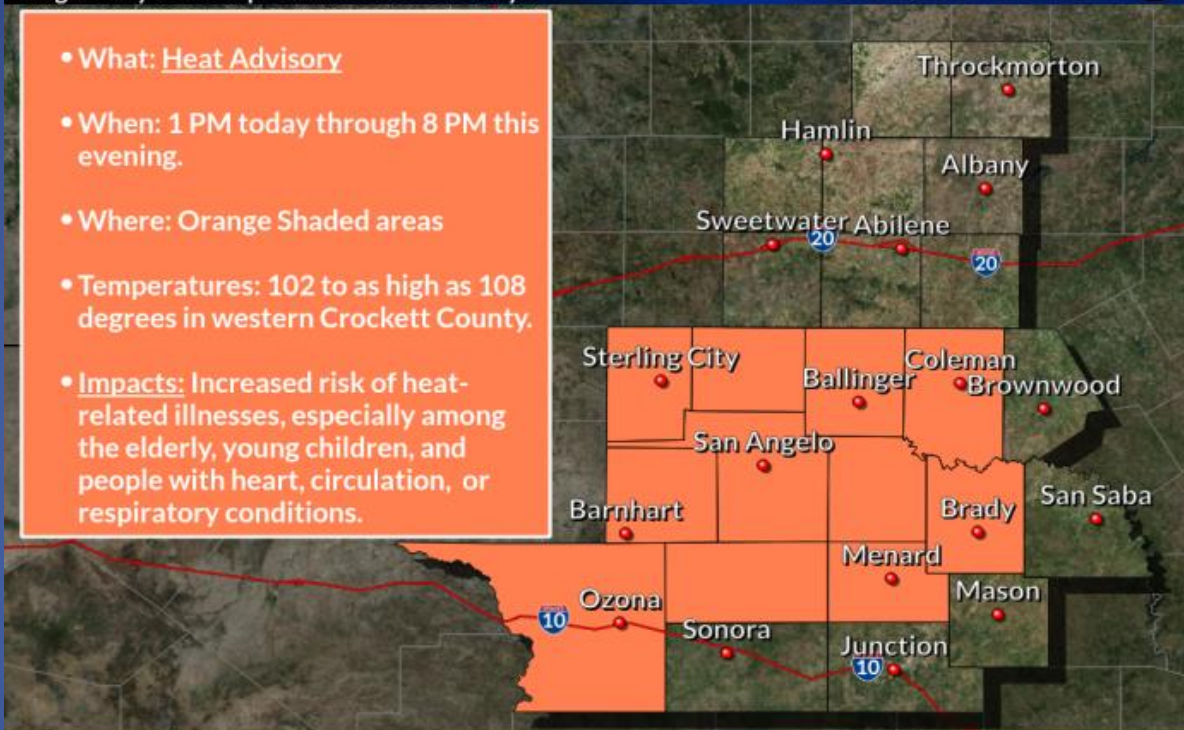 • What: Heat Advisory
• When: 1 PM today through 8 PM this
evening.
• Where: Orange Shaded areas
• Temperatures: 102 to as high as 108
degrees in western Crockett County.
• Impacts: Increased risk of heat-
related illnesses, especially among
the elderly, young children, and
people with heart, circulation, or
respiratory conditions.
Throckmorton
Hamlin
Albany
Sweetwater
Abilene
20
20
Sterling City
Coleman
Ballinger
Brownwood
San Angelo
San Saba
Barnhart
Brady
Menard
Mason
Ozona
10
Sonora
Junction
10